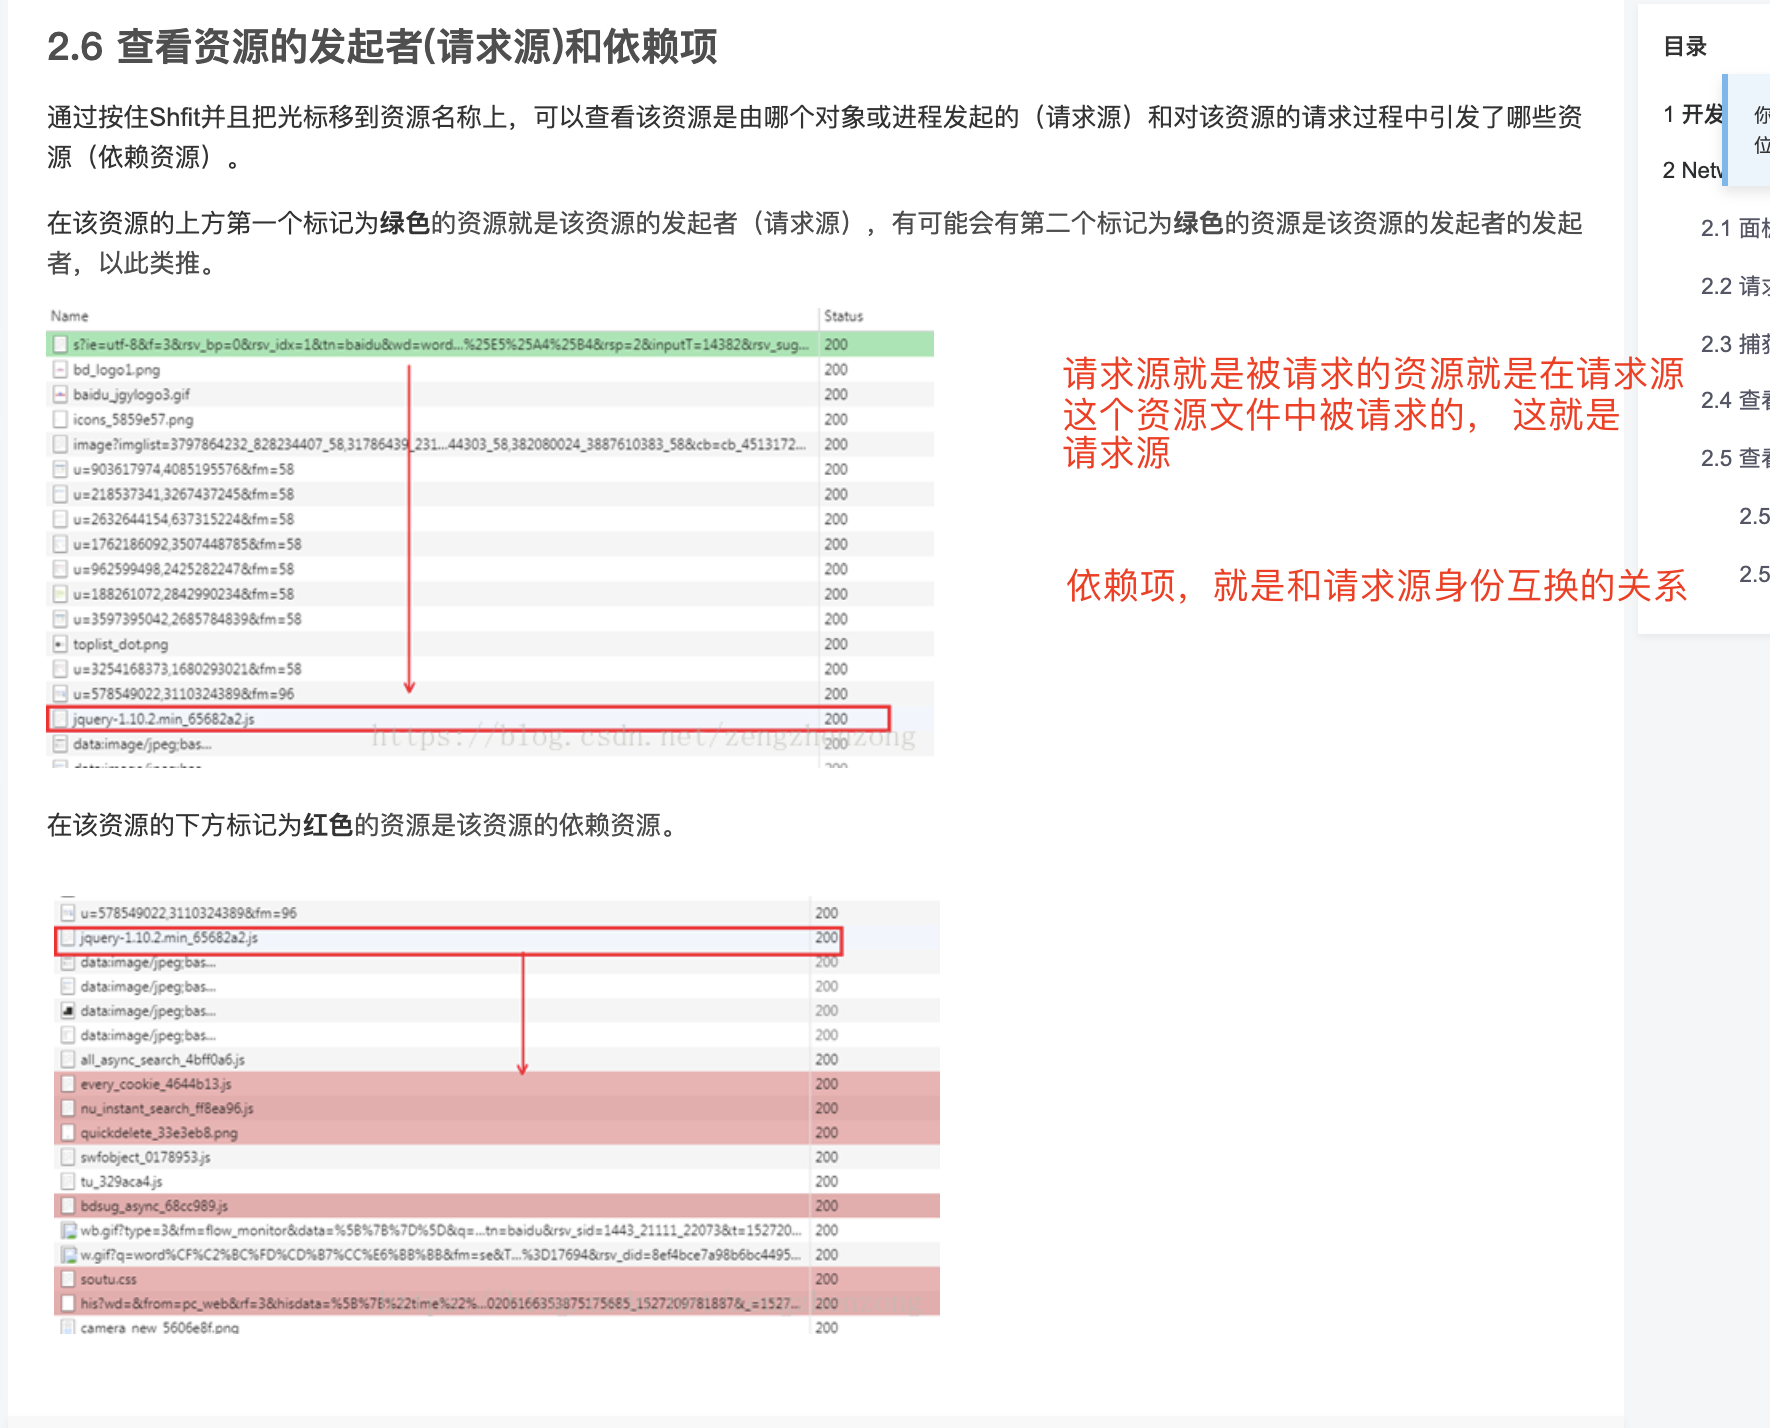 2.6 查看资源的发起者(请求源)和依赖项
通过按住Shfit并且把光标移到资源名称上，可以查看该资源是由哪个对象或进程发起的（请求源）和对该资源的请求过程中引发了哪些资
源（依赖资源）。
在该资源的上方第一个标记为绿色的资源就是该资源的发起者（请求源），有可能会有第二个标记为绿色的资源是该资源的发起者的发起
者，以此类推。
Name Status
s?ie=utf-8&f=3&rsv_bp=0&rsv_idx=1&tn=baidu&wd=word...%25E5%25A4%25B4&rsp=2&inputT=14382&rsv_sug... 200
bd_logo1.png 200
baidu_jgylogo3.gif 200
icons_5859e57.png 200
image?imglist=3797864232_828234407_58,31786439_231...44303_58,382080024_3887610383_58&cb=cb_4513172... 200
u=903617974,4085195576&fm=58 200
u=218537341,3267437245&fm=58 200
u=2632644154,637315224&fm=58 200
u=1762186092,3507448785&fm=58 200
u=962599498,2425282247&fm=58 200
u=188261072,2842990234&fm=58 200
u=3597395042,2685784839&fm=58 200
toplist_dot.png 200
u=3254168373,1680293021&fm=58 200
u=578549022,3110324389&fm=96 200
jquery-1.10.2.min_65682a2.js 200
data:image/jpeg;bas... 200
请求源就是被请求的资源就是在请求源
这个资源文件中被请求的， 这就是
请求源
依赖项，就是和请求源身份互换的关系
在该资源的下方标记为红色的资源是该资源的依赖资源。
u=578549022,3110324389&fm=96 200
jquery-1.10.2.min_65682a2.js 200
data:image/jpeg;bas... 200
data:image/jpeg;bas... 200
data:image/jpeg;bas... 200
data:image/jpeg;bas... 200
all_async_search_4bff0a6.js 200
every_cookie_4644b13.js 200
nu_instant_search_ff8ea96.js 200
quickdelete_33e3eb8.png 200
swfobject_0178953.js 200
tu_329aca4.js 200
bdsug_async_68cc989.js 200
wb.gif?type=3&fm=flow_monitor&data=%5B%7B%7D%5D&q=...tn=baidu&rsv_sid=1443_21111_22073&t=152720... 200
w.gif?q=word%CF%C2%BC%FD%CD%B7%CC%E6%BB%BB&fm=se&T...%3D17694&rsv_did=8ef4bce7a98b6bc4495... 200
soutu.css 200
his?wd=&from=pc_web&rf=3&hisdata=%5B%7B%22time%22%...0206166353875175685_1527209781887&_=1527... 200
camera_new_5606e8f.png 200
目录
1 开发
2 Netw
2.1 面板
2.2 请求
2.3 捕获
2.4 查看
2.5 查看
2.5
2.5
你
位